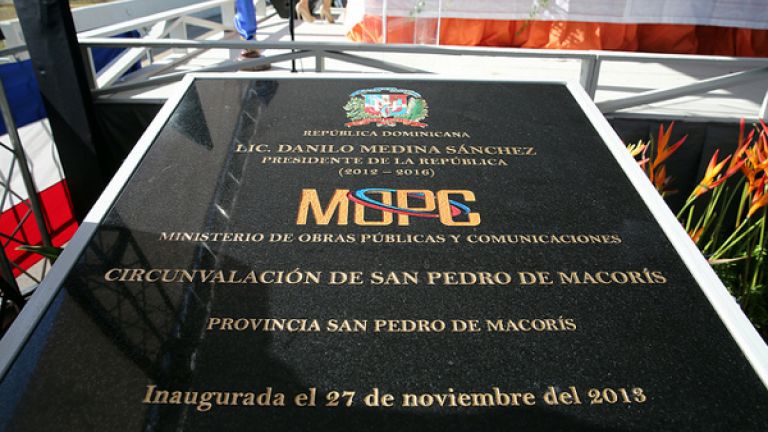 REPÚBLICA DOMINICANA
LIC. DANILO MEDINA SÁNCHEZ
PRESIDENTE DE LA REPÚBLICA
(2012 – 2016)
MOPC
MINISTERIO DE OBRAS PÚBLICAS Y COMUNICACIONES
CIRCUNVALACIÓN DE SAN PEDRO DE MACORÍS
PROVINCIA SAN PEDRO DE MACORÍS
Inaugurada el 27 de noviembre del 2013